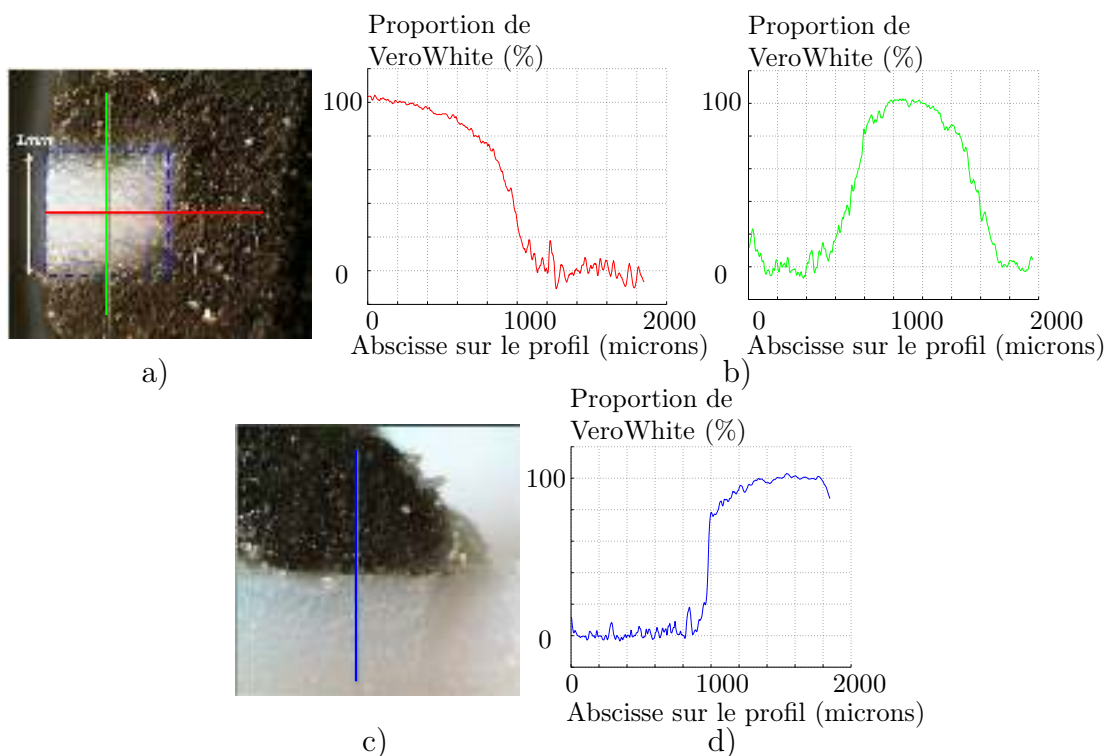 Proportion de
VeroWhite (%)
100
0
0 1000 2000
Abscisse sur le profil (microns)
Proportion de
VeroWhite (%)
100
0
0 1000 2000
Abscisse sur le profil (microns)
1mm
a)
b)
Proportion de
VeroWhite (%)
100
0
0 1000 2000
Abscisse sur le profil (microns)
c)
d)